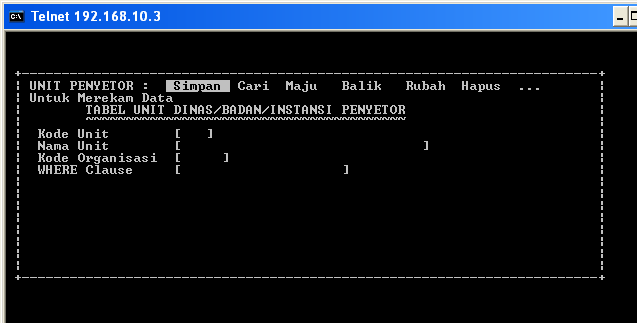 Telnet 192.168.10.3
UNIT PENYETOR : Simpan Cari Maju Balik Rubah Hapus ...
Untuk Merekam Data
TABEL UNIT DINAS/BADAN/INSTANSI PENYETOR
Kode Unit [ ]
Nama Unit [ ]
Kode Organisasi [ ]
WHERE Clause [ ]